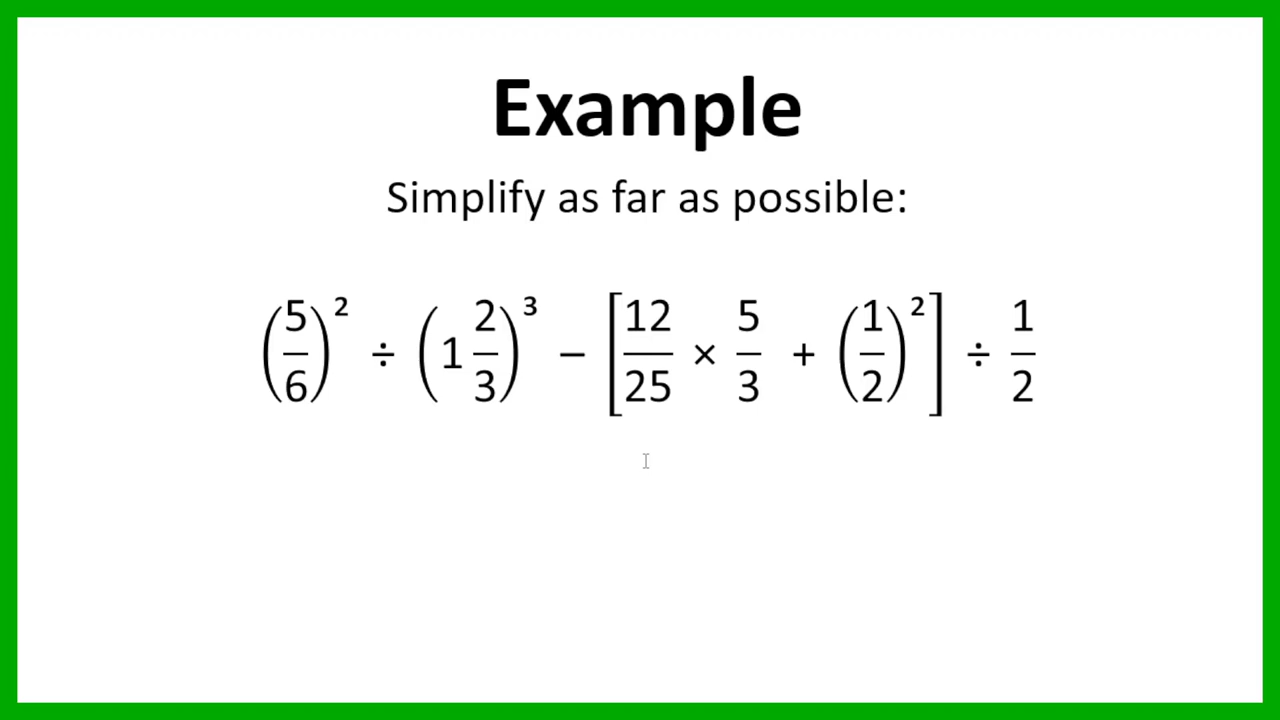 Example
Simplify as far as possible:
(5/6)² ÷ (1 2/3)³ − [12/25 × 5/3 + (1/2)²] ÷ 1/2